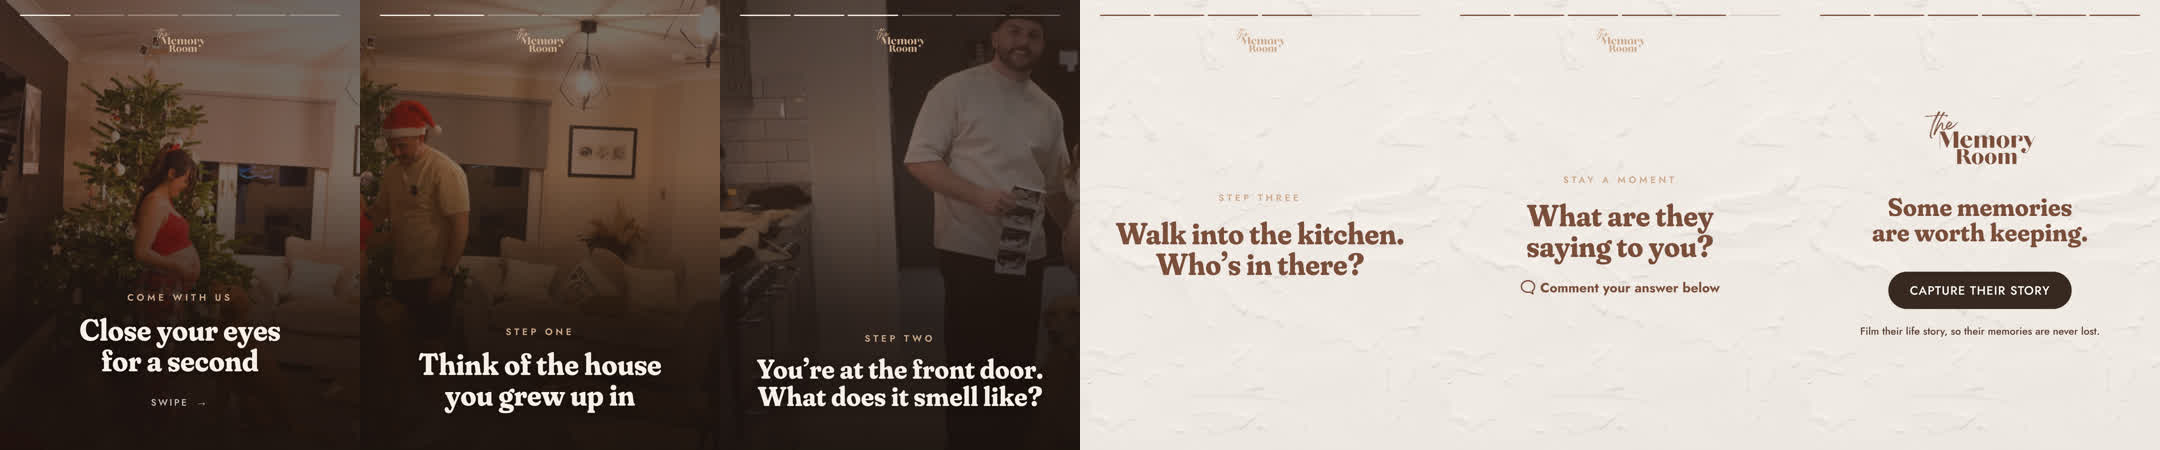 the
Memory
Room
COME WITH US
Close your eyes
for a second
SWIPE →
the
Memory
Room
STEP ONE
Think of the house
you grew up in
the
Memory
Room
STEP TWO
You’re at the front door.
What does it smell like?
the
Memory
Room
STEP THREE
Walk into the kitchen.
Who’s in there?
the
Memory
Room
STAY A MOMENT
What are they
saying to you?
Comment your answer below
the
Memory
Room
Some memories
are worth keeping.
CAPTURE THEIR STORY
Film their life story, so their memories are never lost.